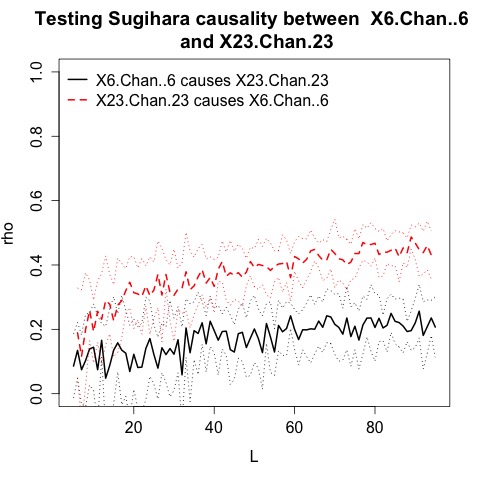 Testing Sugihara causality between  X6.Chan..6
and X23.Chan.23
X6.Chan..6 causes X23.Chan.23
X23.Chan.23 causes X6.Chan..6
rho
1.0
0.8
0.6
0.4
0.2
0.0
20 40 60 80
L